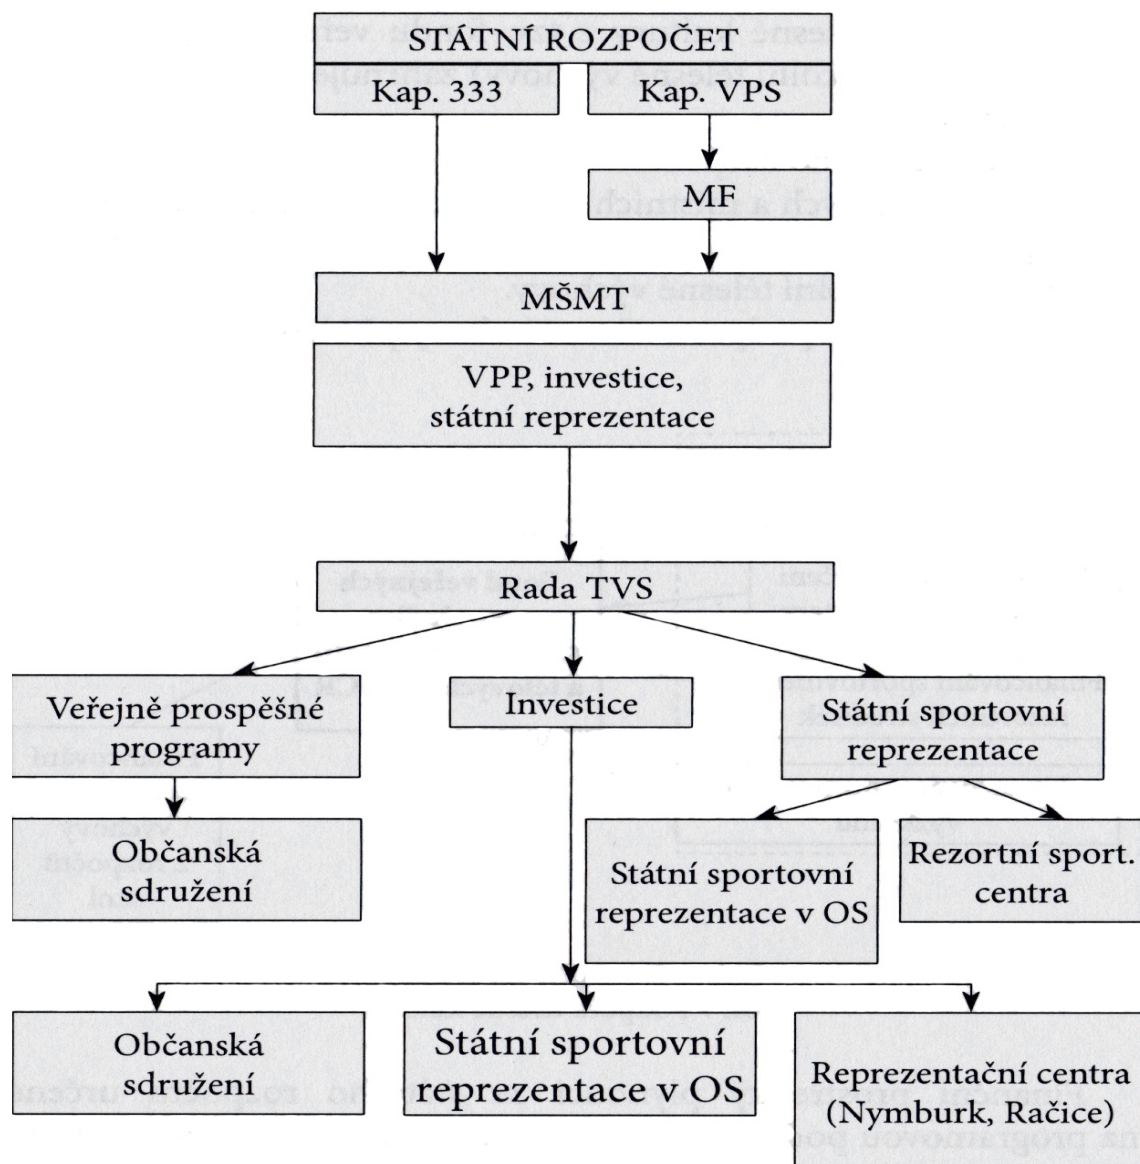 STÁTNÍ ROZPOČET
Kap. 333
Kap. VPS
MF
MŠMT
VPP, investice,
státní reprezentace
Rada TVS
Veřejně prospěšné
programy
Investice
Státní sportovní
reprezentace
Občanská
sdružení
Státní sportovní
reprezentace v OS
Rezortní sport.
centra
Občanská
sdružení
Státní sportovní
reprezentace v OS
Reprezentační centra
(Nymburk, Račice)